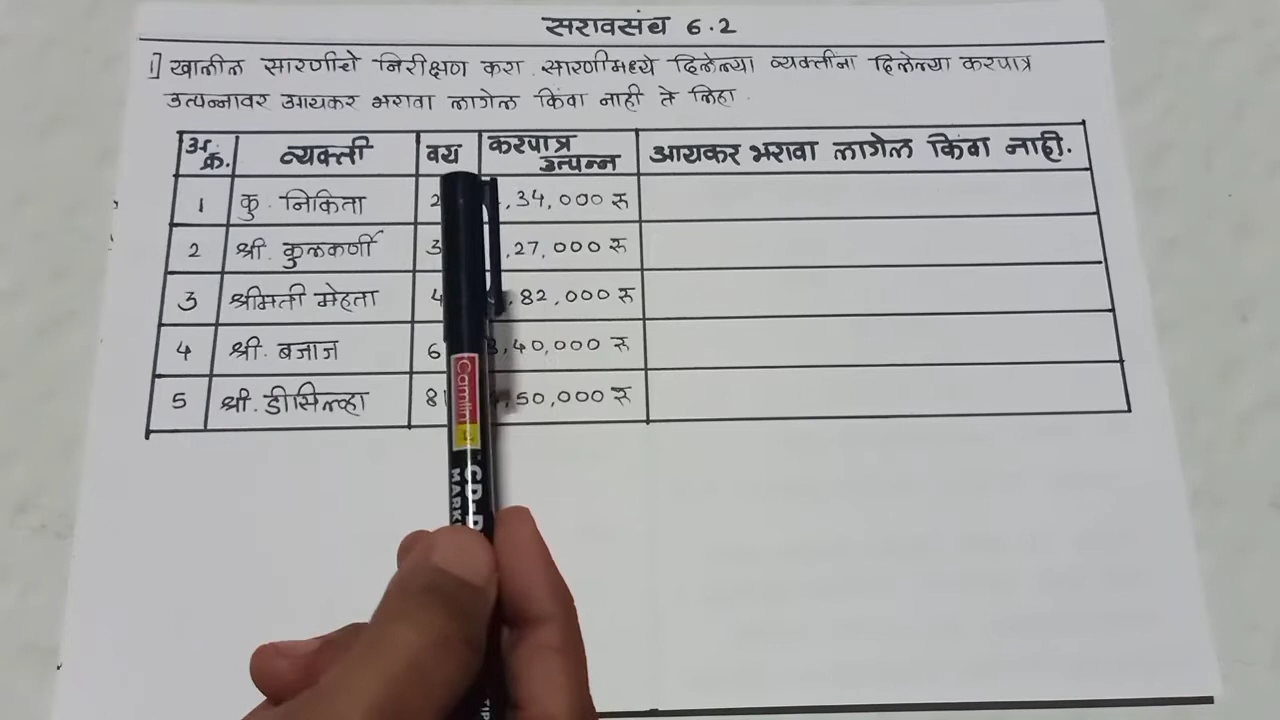 सरावसंच 6.2
1] खालील सारणीचे निरीक्षण करा. सारणीमध्ये दिलेल्या व्यक्तींना दिलेल्या करपात्र
उत्पन्नावर आयकर भरावा लागेल किंवा नाही ते लिहा.
अ. क्र. व्यक्ती वय करपात्र उत्पन्न आयकर भरावा लागेल किंवा नाही.
1 कु. निकिता ,34,000 रु
2 श्री. कुलकर्णी ,27,000 रु
3 श्रीमती मेहता ,82,000 रु
4 श्री. बजाज ,40,000 रु
5 श्री. डीसिल्व्हा ,50,000 रु
Camlin
CD-
MARK